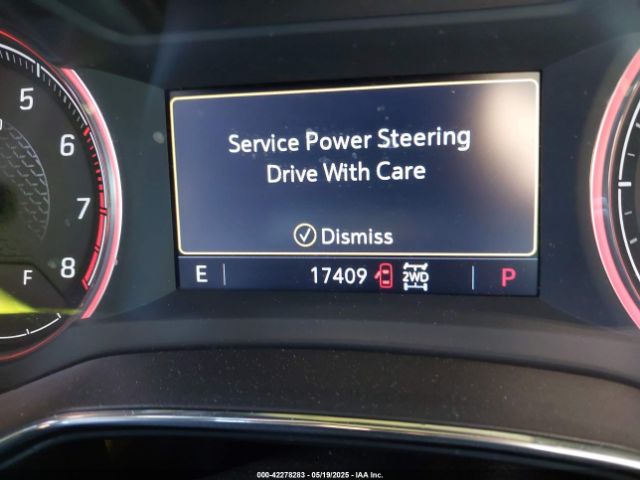 5
6
7
8
F
Service Power Steering
Drive With Care
Dismiss
E 17409 2WD P
000-42278283 - 05/19/2025 - IAA Inc.